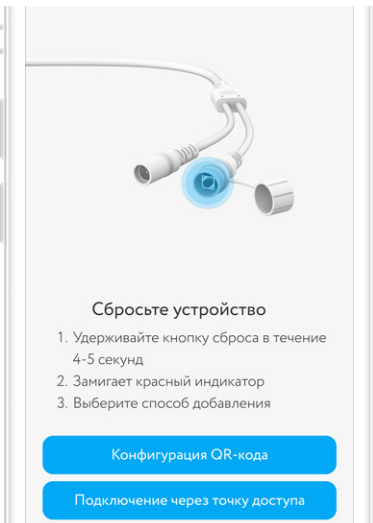 Сбросьте устройство
1. Удерживайте кнопку сброса в течение
4-5 секунд
2. Замигает красный индикатор
3. Выберите способ добавления
Конфигурация QR-кода
Подключение через точку доступа